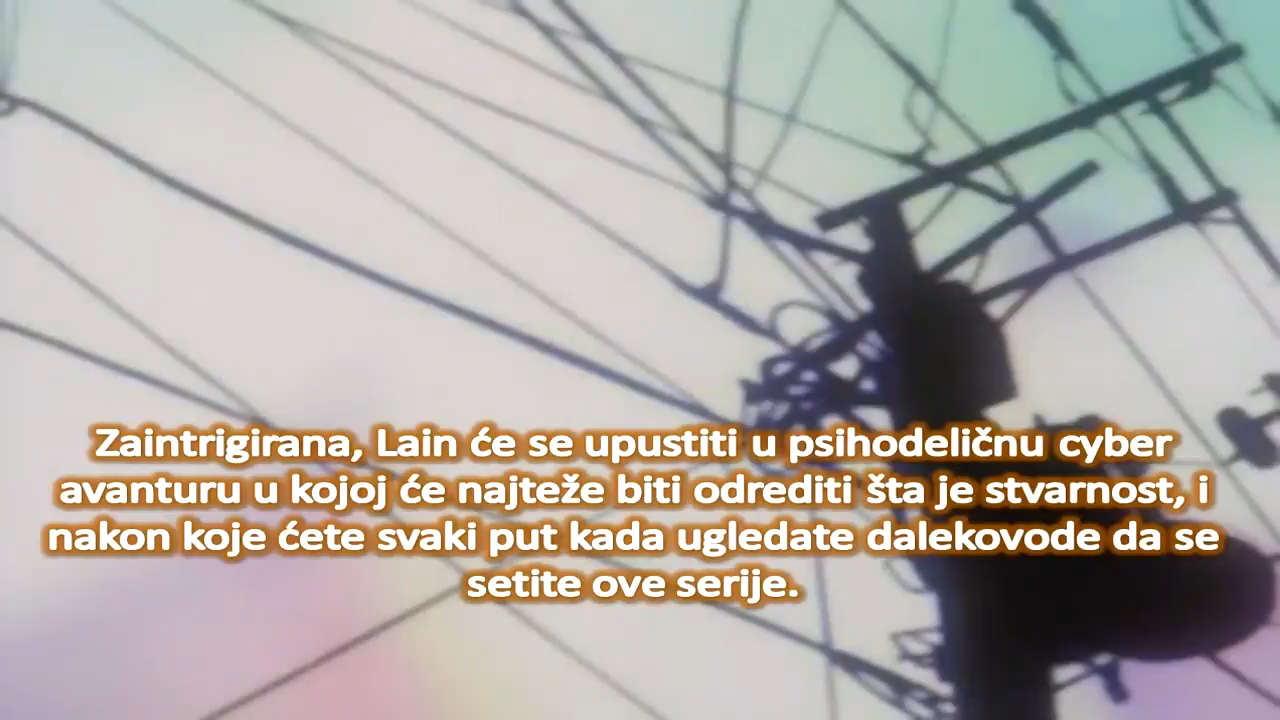 Zaintrigirana, Lain će se upustiti u psihodeličnu cyber
avanturu u kojoj će najteže biti odrediti šta je stvarnost, i
nakon koje ćete svaki put kada ugledate dalekovode da se
setite ove serije.